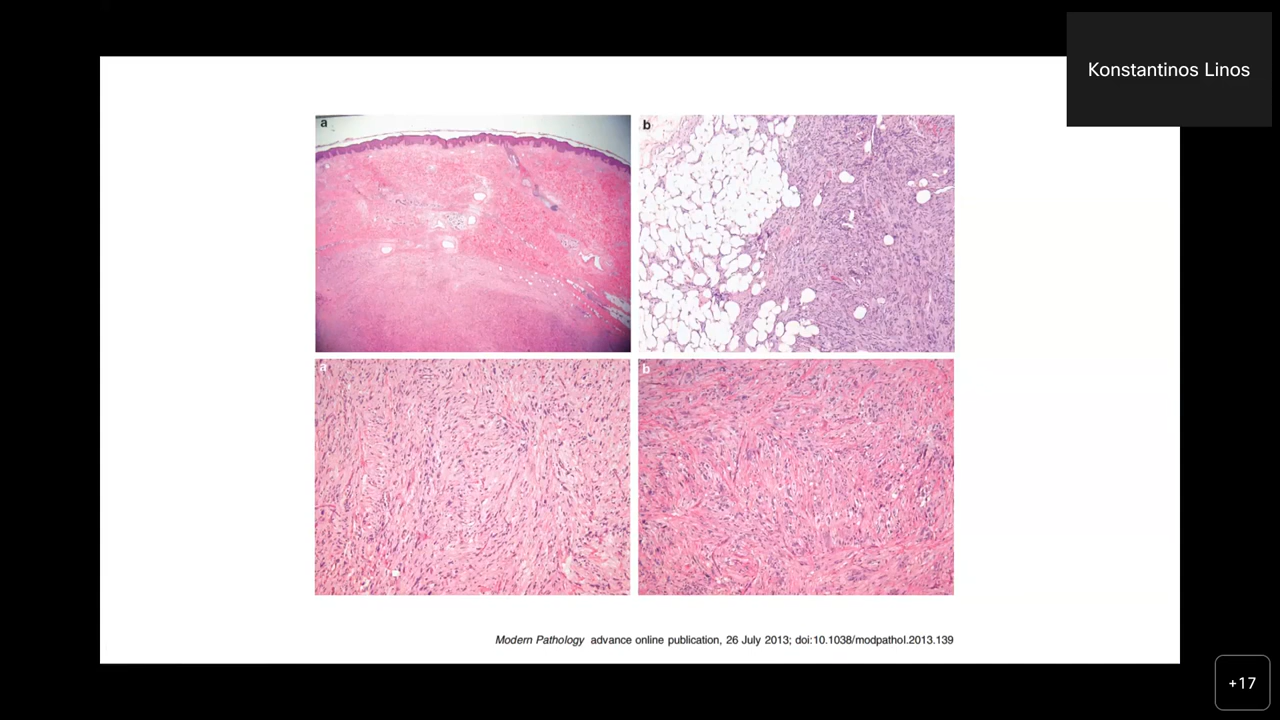 Konstantinos Linos
a
b
a
b
Modern Pathology advance online publication, 26 July 2013; doi:10.1038/modpathol.2013.139
+17